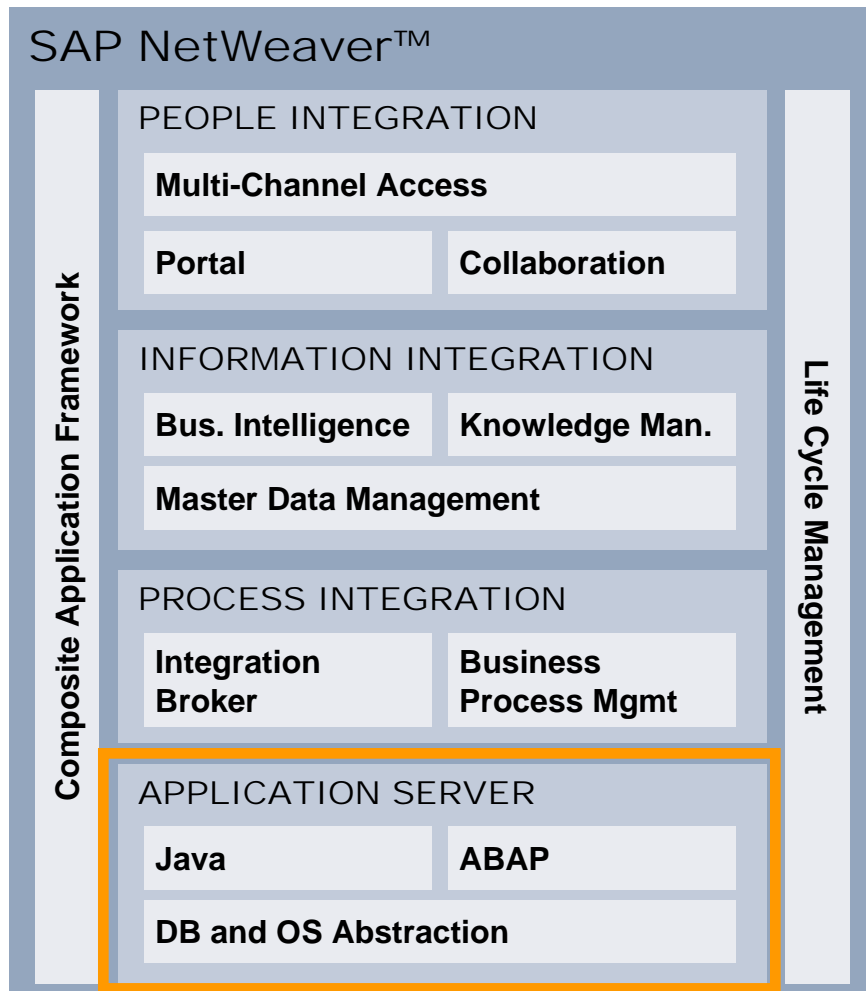 SAP NetWeaver™
Composite Application Framework
PEOPLE INTEGRATION
Multi-Channel Access
Portal
Collaboration
INFORMATION INTEGRATION
Bus. Intelligence
Knowledge Man.
Master Data Management
PROCESS INTEGRATION
Integration
Broker
Business
Process Mgmt
APPLICATION SERVER
Java
ABAP
DB and OS Abstraction
Life Cycle Management